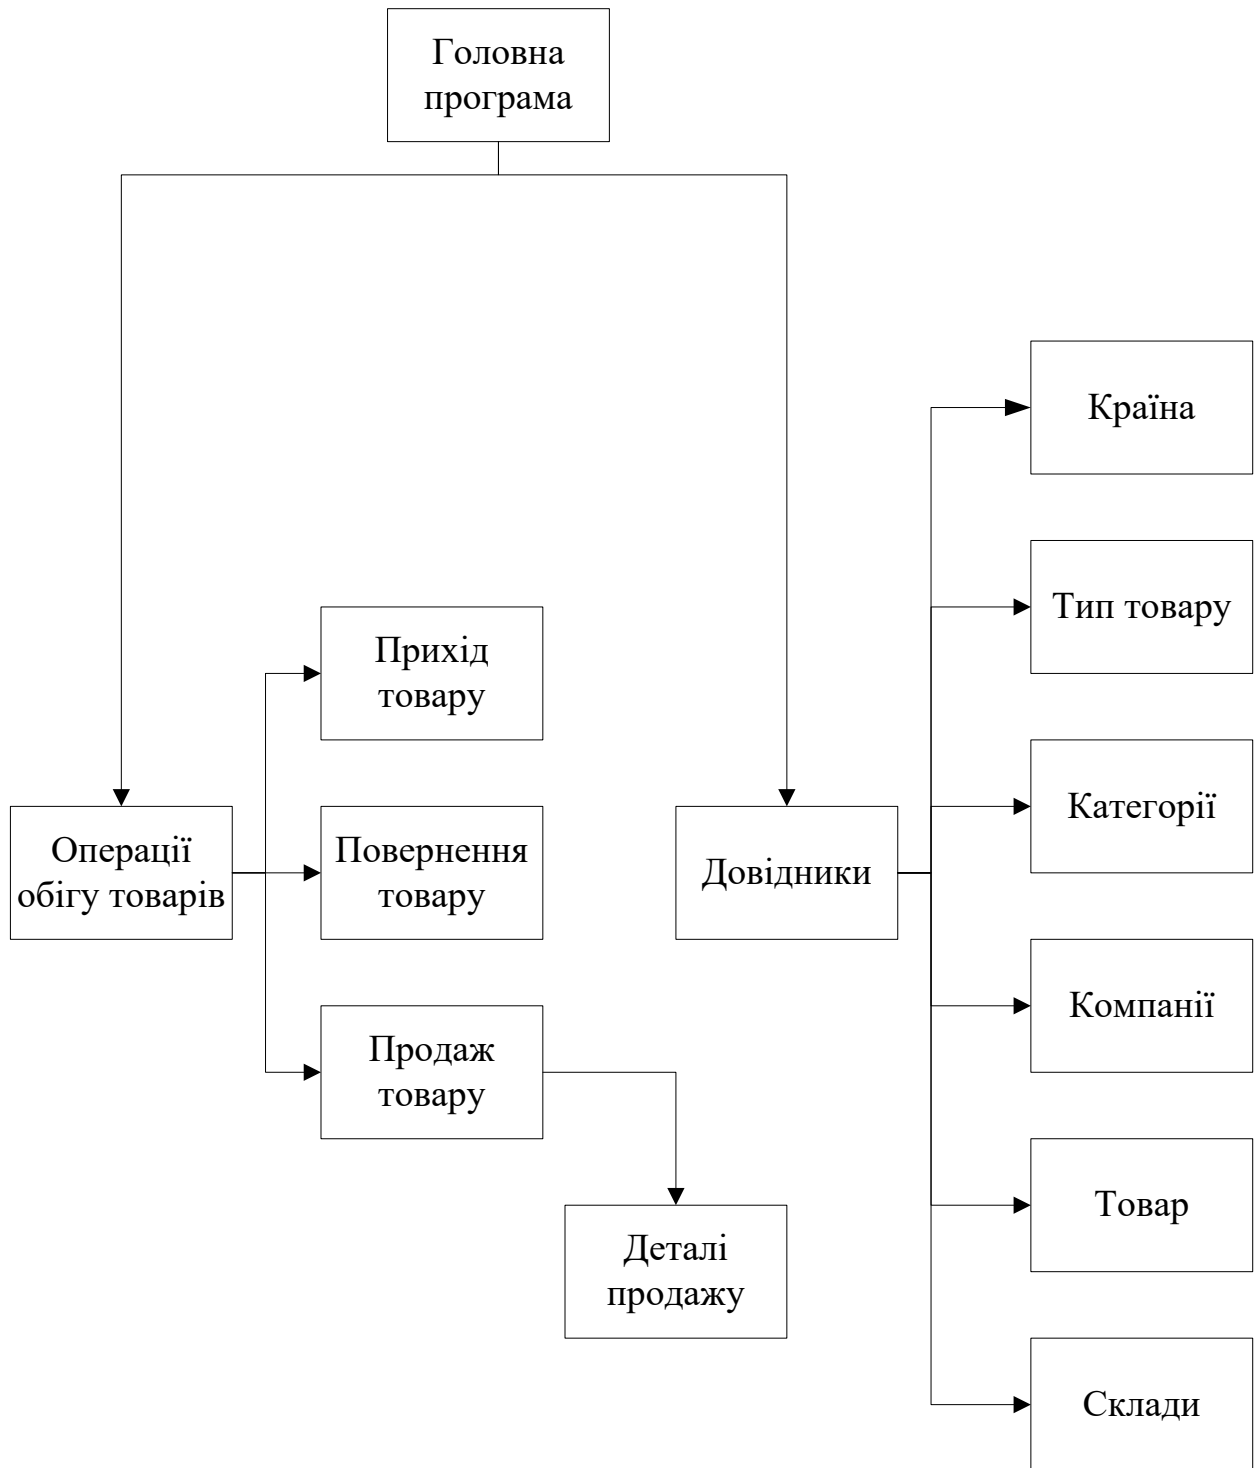 Головна
програма
Країна
Тип товару
Прихід
товару
Категорії
Операції
обігу товарів
Повернення
товару
Довідники
Компанії
Продаж
товару
Товар
Деталі
продажу
Склади